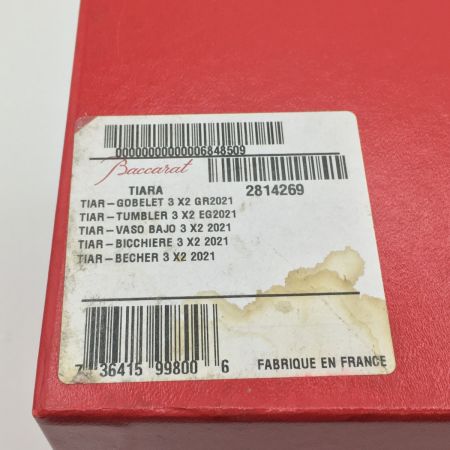 00000000000006848509
Baccarat
TIARA 2814269
TIAR-GOBELET 3 X2 GR2021
TIAR-TUMBLER 3 X2 EG2021
TIAR-VASO BAJO 3 X2 2021
TIAR-BICCHIERE 3 X2 2021
TIAR-BECHER 3 X2 2021
7 36415 99800 6 FABRIQUE EN FRANCE